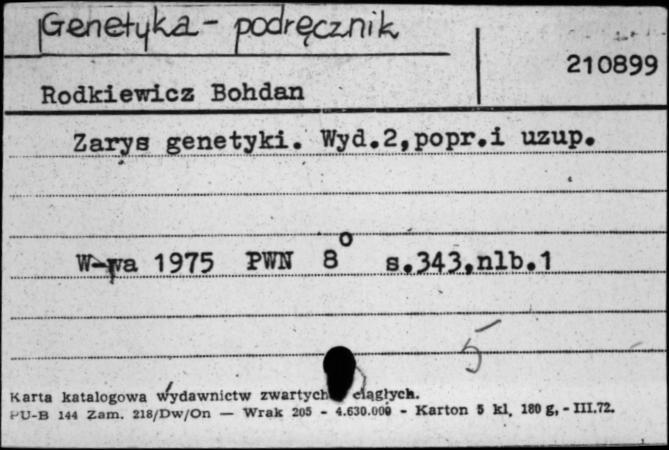 Genetyka - podręcznik
210899
Rodkiewicz Bohdan
Zarys genetyki. Wyd.2,popr.i uzup.
W-wa 1975 PWN 8° s.343,nlb.1
5
Karta katalogowa wydawnictw zwartych ciągłych.
PU-B 144 Zam. 218/Dw/On — Wrak 205 - 4.630.000 - Karton 5 kl. 180 g, - III.72.